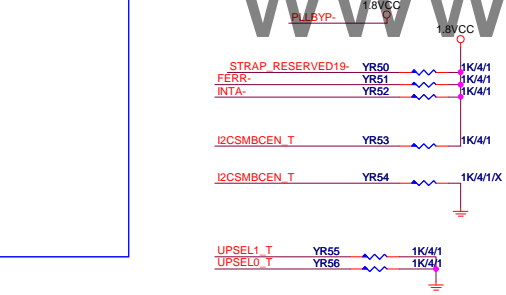 1.8VCC
PLLBYP-
1.8VCC
STRAP_RESERVED19- YR50 1K/4/1
FERR- YR51 1K/4/1
INTA- YR52 1K/4/1
I2CSMBCEN_T YR53 1K/4/1
I2CSMBCEN_T YR54 1K/4/1/X
UPSEL1_T YR55 1K/4/1
UPSEL0_T YR56 1K/4/1